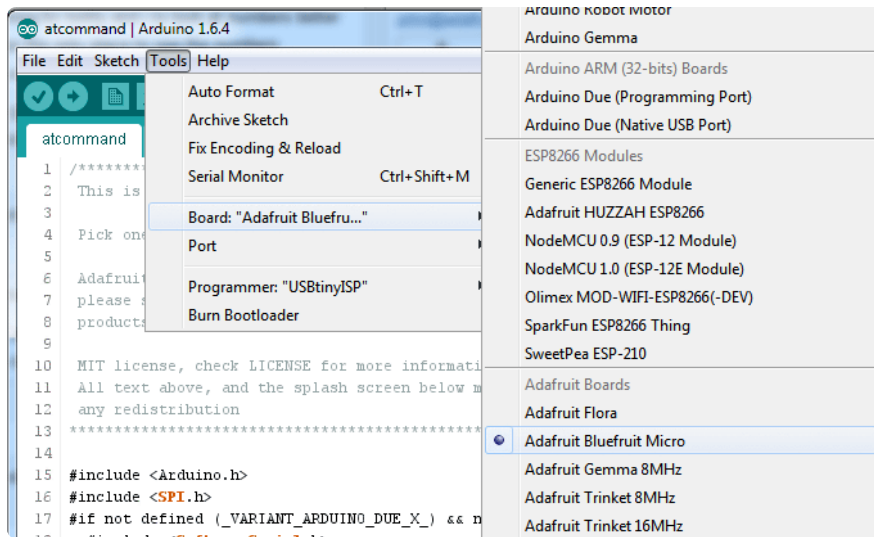 atcommand | Arduino 1.6.4
File Edit Sketch Tools Help
Auto Format Ctrl+T
Archive Sketch
Fix Encoding & Reload
Serial Monitor Ctrl+Shift+M
Board: "Adafruit Bluefru..."
Port
Programmer: "USBtinyISP"
Burn Bootloader
atcommand
1 /********
2 This is
3
4 Pick one
5
6 Adafruit
7 please
8 products
9
10 MIT license, check LICENSE for more informati
11 All text above, and the splash screen below m
12 any redistribution
13 *************************************************
14
15 #include <Arduino.h>
16 #include <SPI.h>
17 #if not defined (_VARIANT_ARDUINO_DUE_X_) && n
Arduino Robot Motor
Arduino Gemma
Arduino ARM (32-bits) Boards
Arduino Due (Programming Port)
Arduino Due (Native USB Port)
ESP8266 Modules
Generic ESP8266 Module
Adafruit HUZZAH ESP8266
NodeMCU 0.9 (ESP-12 Module)
NodeMCU 1.0 (ESP-12E Module)
Olimex MOD-WIFI-ESP8266(-DEV)
SparkFun ESP8266 Thing
SweetPea ESP-210
Adafruit Boards
Adafruit Flora
Adafruit Bluefruit Micro
Adafruit Gemma 8MHz
Adafruit Trinket 8MHz
Adafruit Trinket 16MHz